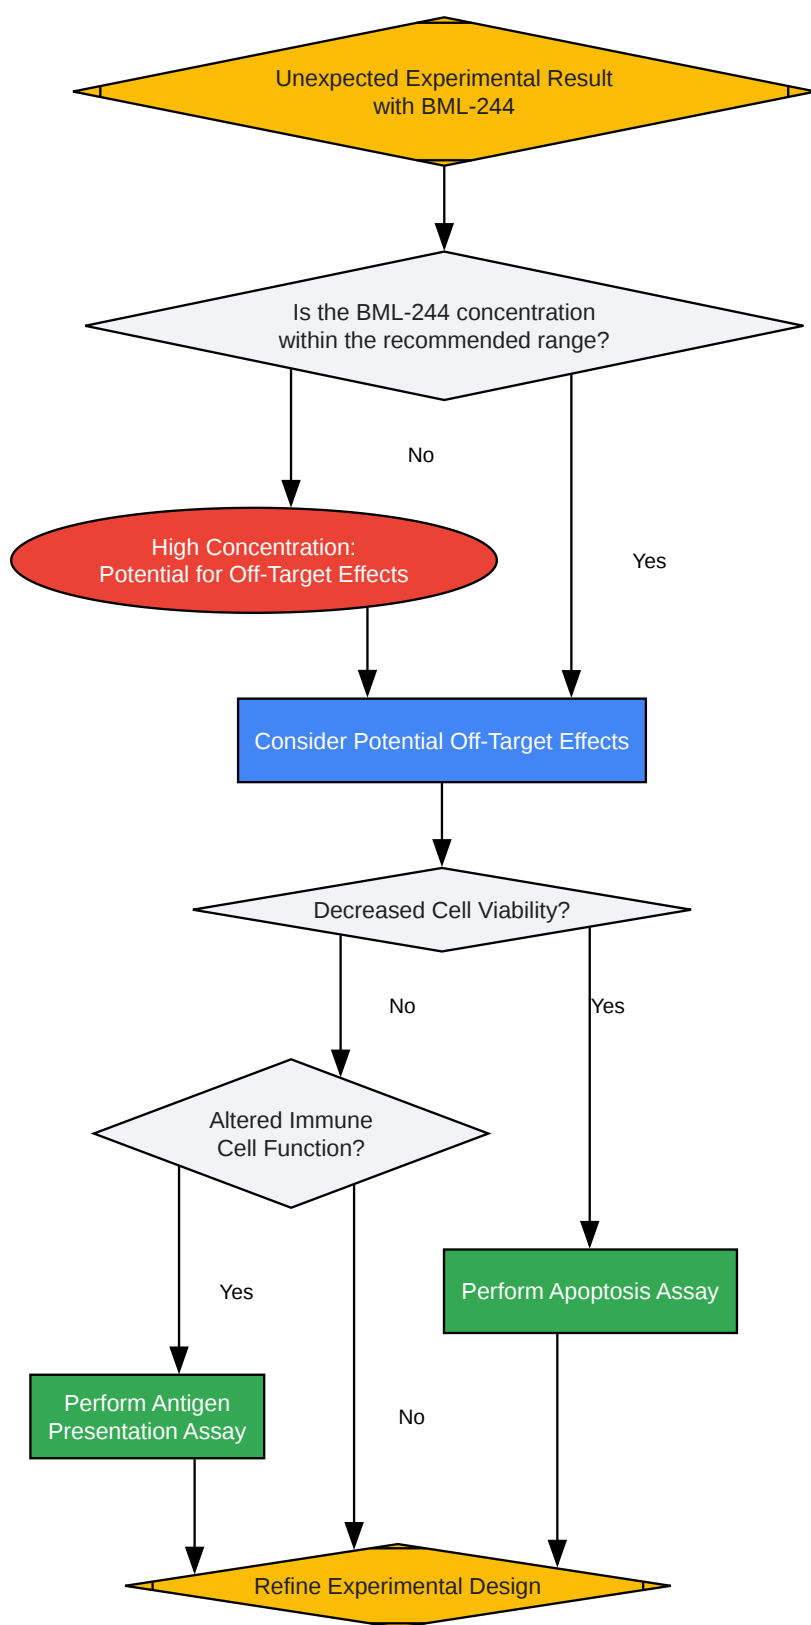 Unexpected Experimental Result
with BML-244
Is the BML-244 concentration
within the recommended range?
No
High Concentration:
Potential for Off-Target Effects
Yes
Consider Potential Off-Target Effects
Decreased Cell Viability?
No
Yes
Altered Immune
Cell Function?
Yes
Perform Apoptosis Assay
Perform Antigen
Presentation Assay
No
Refine Experimental Design